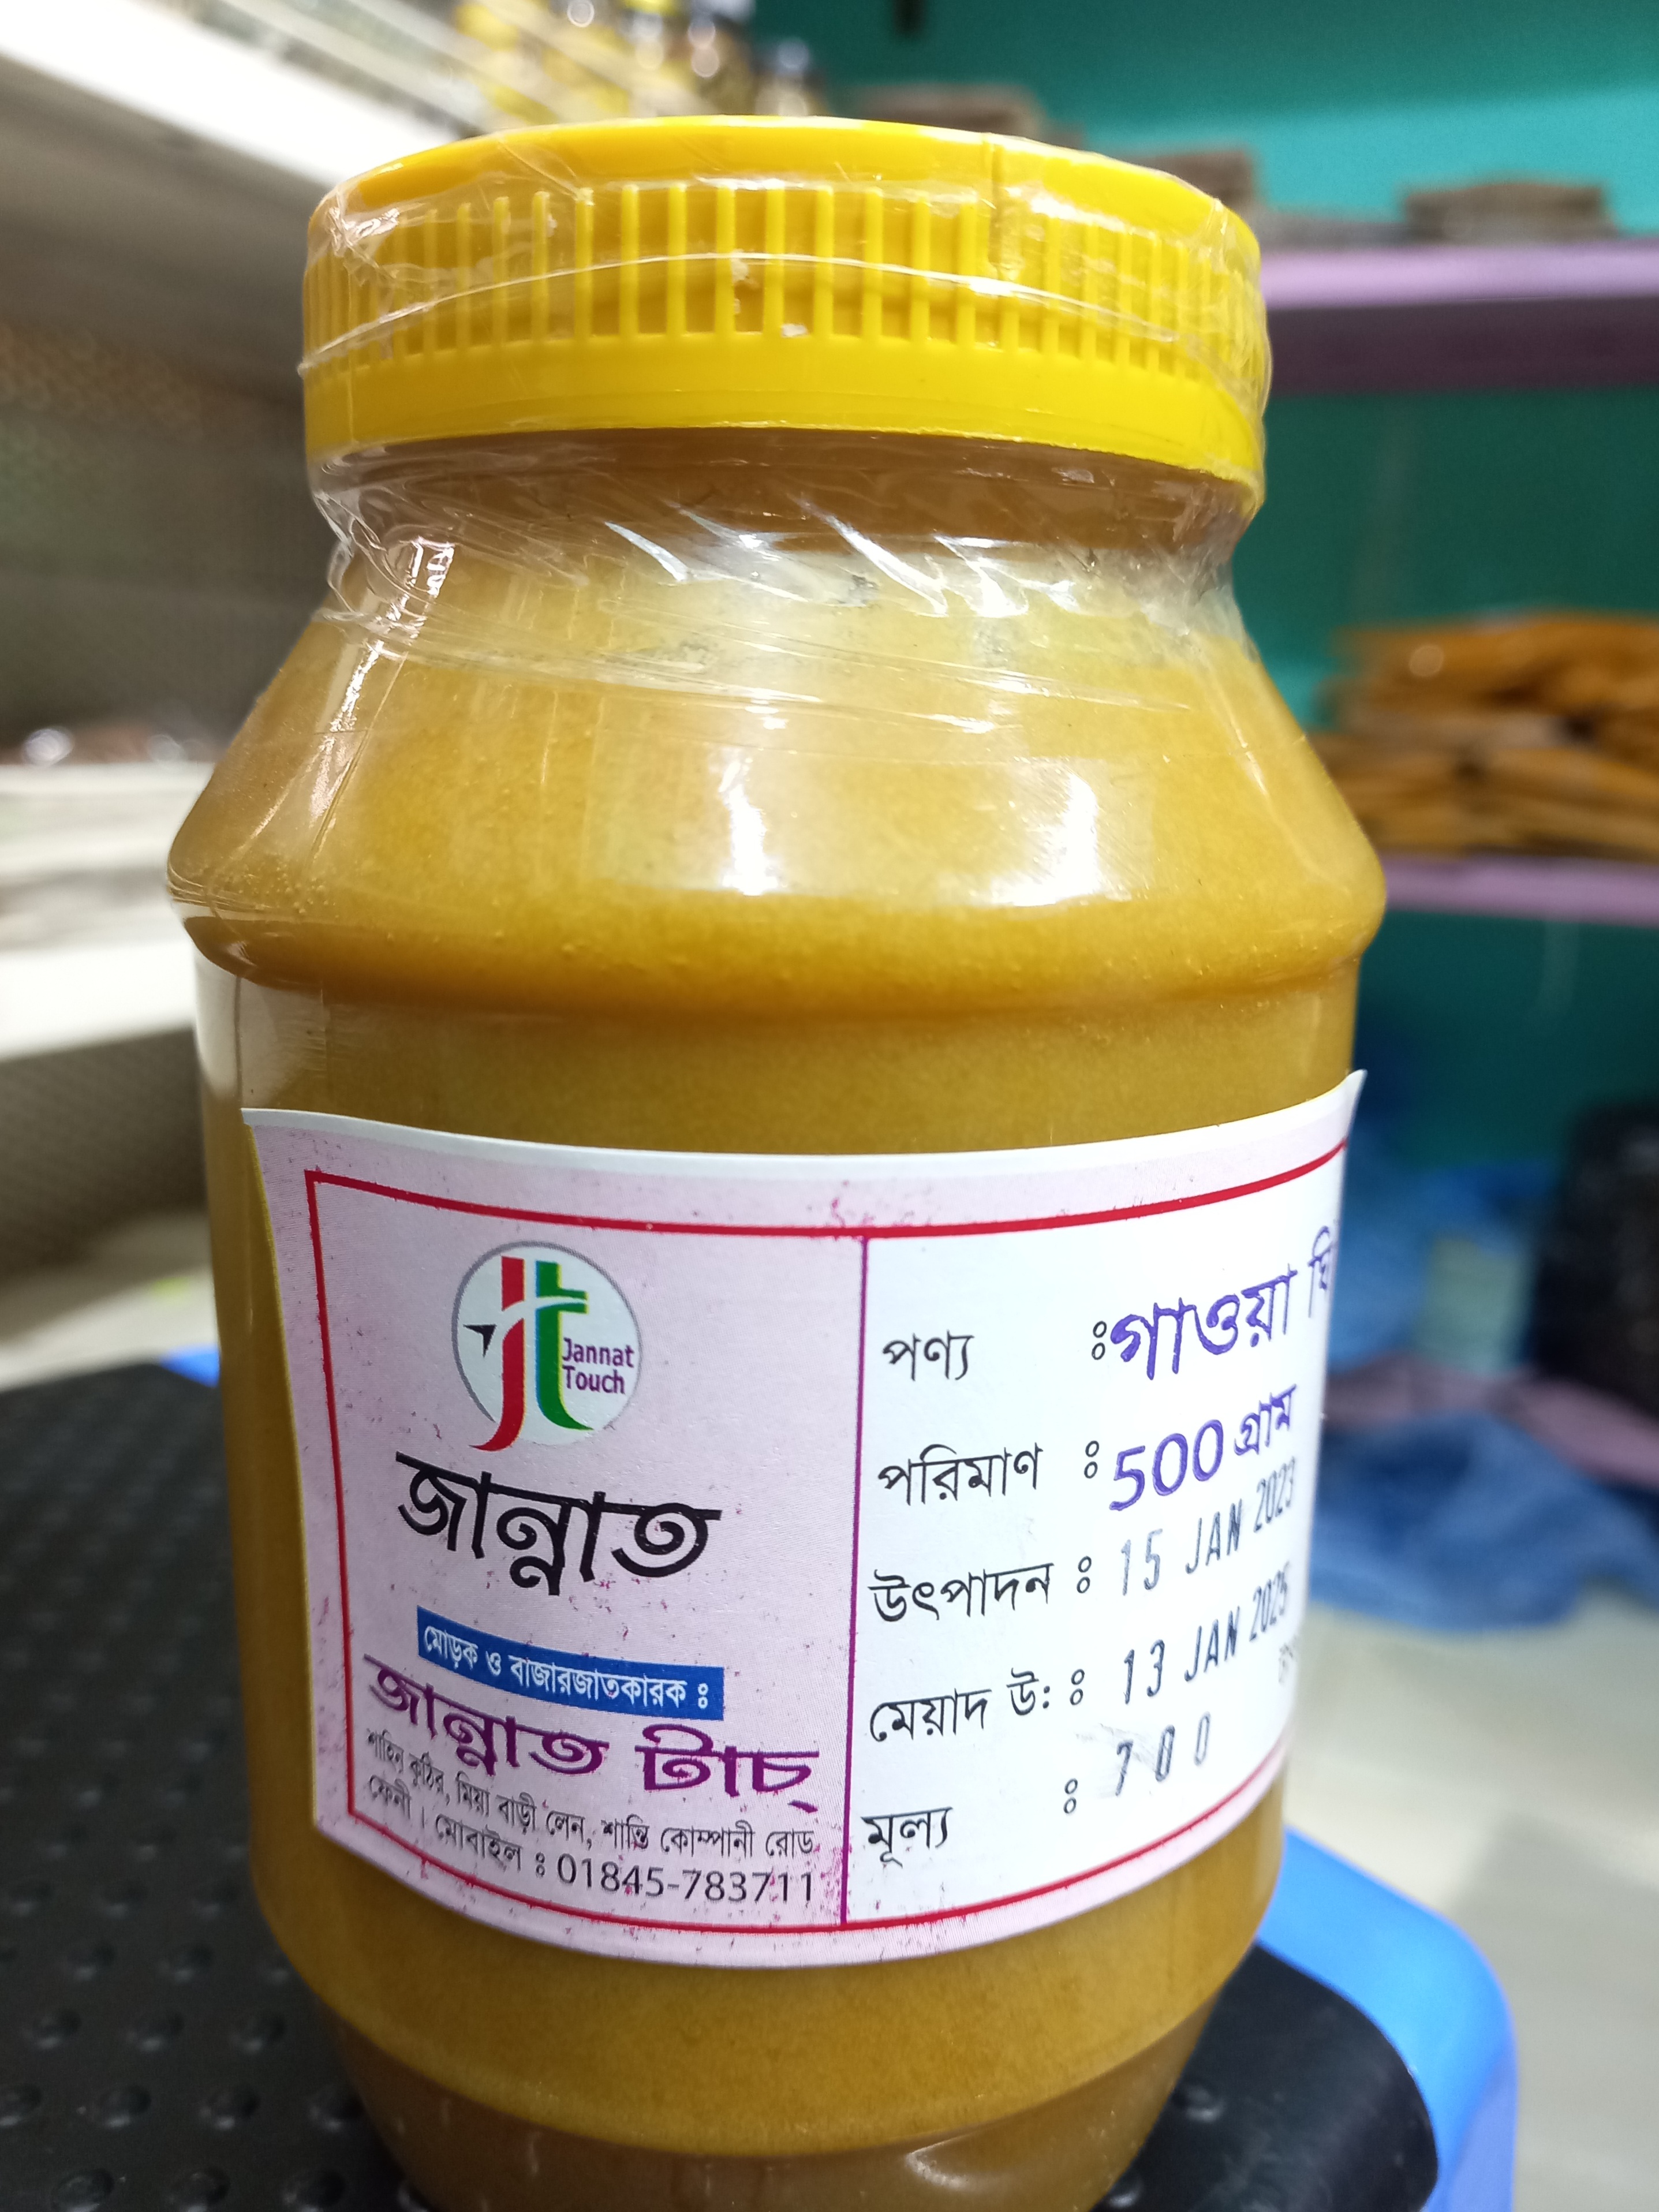 Jannat
Touch
জান্নাত
মোড়ক ও বাজারজাতকারক ঃ
জান্নাত টাচ্
শাহিন কুঠির, মিয়া বাড়ী লেন, শান্তি কোম্পানী রোড
ফেনী। মোবাইল ঃ 01845-783711
পণ্য ঃ গাওয়া ঘি
পরিমাণ ঃ 500 গ্রাম
উৎপাদন ঃ 15 JAN 2023
মেয়াদ উ: ঃ 13 JAN 2025
মূল্য ঃ 700